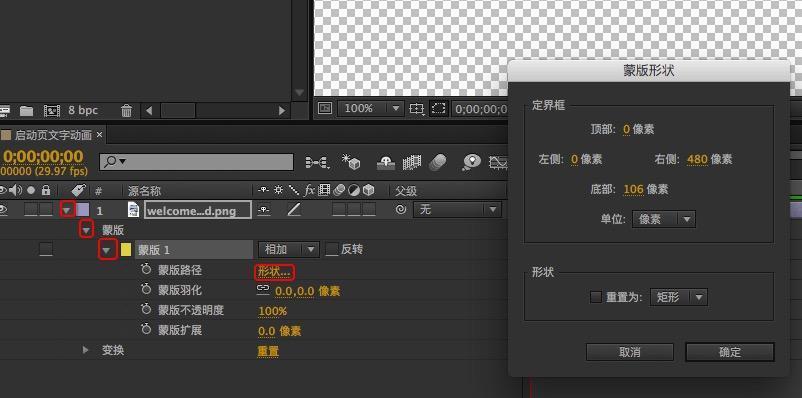 8 bpc
100%
0;00;00;0
启动页文字动画 ×
0;00;00;00
00000 (29.97 fps)
# 源名称 fx 父级
1 welcome...d.png 无
蒙版
蒙版 1 相加 反转
蒙版路径 形状...
蒙版羽化 0.0,0.0 像素
蒙版不透明度 100%
蒙版扩展 0.0 像素
变换 重置
蒙版形状
定界框
顶部: 0 像素
左侧: 0 像素 右侧: 480 像素
底部: 106 像素
单位: 像素
形状
重置为: 矩形
取消 确定